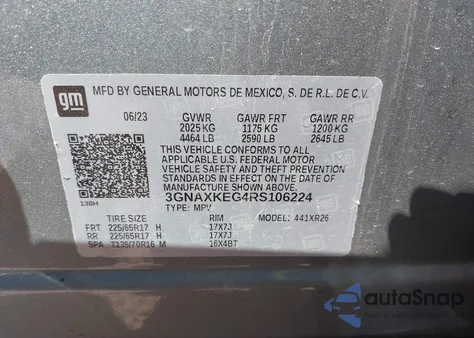 gm MFD BY GENERAL MOTORS DE MEXICO, S. DE R.L. DE C.V.
06/23 GVWR GAWR FRT GAWR RR
2025 KG 1175 KG 1200 KG
4464 LB 2590 LB 2645 LB
THIS VEHICLE CONFORMS TO ALL
APPLICABLE U.S. FEDERAL MOTOR
VEHICLE SAFETY AND THEFT
PREVENTION STANDARDS IN EFFECT
ON THE DATE OF MANUFACTURE
SHOWN ABOVE.
130H 3GNAXKEG4RS106224
TYPE: MPV
TIRE SIZE RIM MODEL: 441XR26
FRT 225/65R17 H 17X7J
RR 225/65R17 H 17X7J
SPA T135/70R16 M 16X4BT
autoSnap